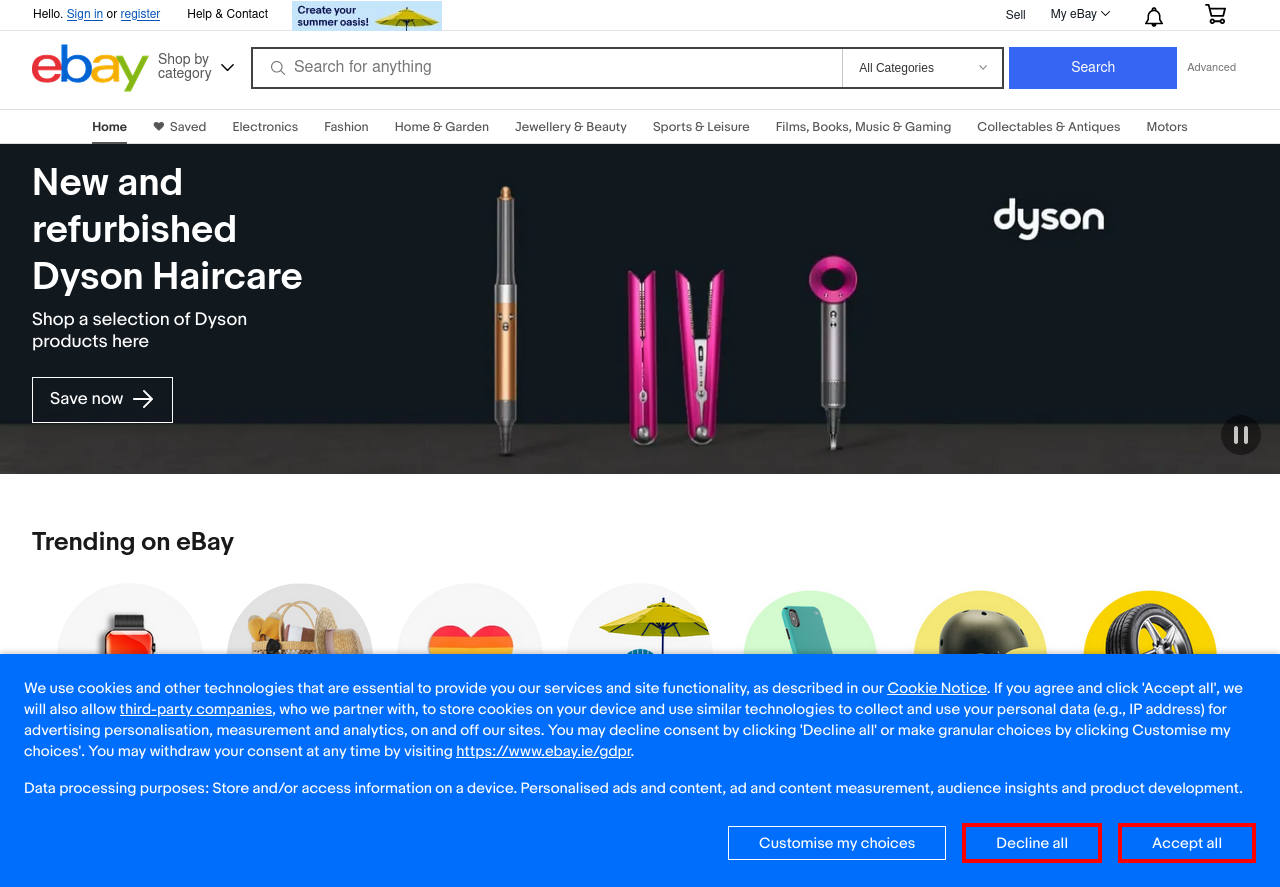 Hello. Sign in or register
Help & Contact
Create your
summer oasis!
Sell
My eBay
ebay
Shop by
category
Search for anything
All Categories
Search
Advanced
Home
Saved
Electronics
Fashion
Home & Garden
Jewellery & Beauty
Sports & Leisure
Films, Books, Music & Gaming
Collectables & Antiques
Motors
New and
refurbished
Dyson Haircare
Shop a selection of Dyson
products here
Save now
dyson
Trending on eBay
We use cookies and other technologies that are essential to provide you our services and site functionality, as described in our Cookie Notice. If you agree and click 'Accept all', we
will also allow third-party companies, who we partner with, to store cookies on your device and use similar technologies to collect and use your personal data (e.g., IP address) for
advertising personalisation, measurement and analytics, on and off our sites. You may decline consent by clicking 'Decline all' or make granular choices by clicking Customise my
choices'. You may withdraw your consent at any time by visiting https://www.ebay.ie/gdpr.
Data processing purposes: Store and/or access information on a device. Personalised ads and content, ad and content measurement, audience insights and product development.
Customise my choices
Decline all
Accept all